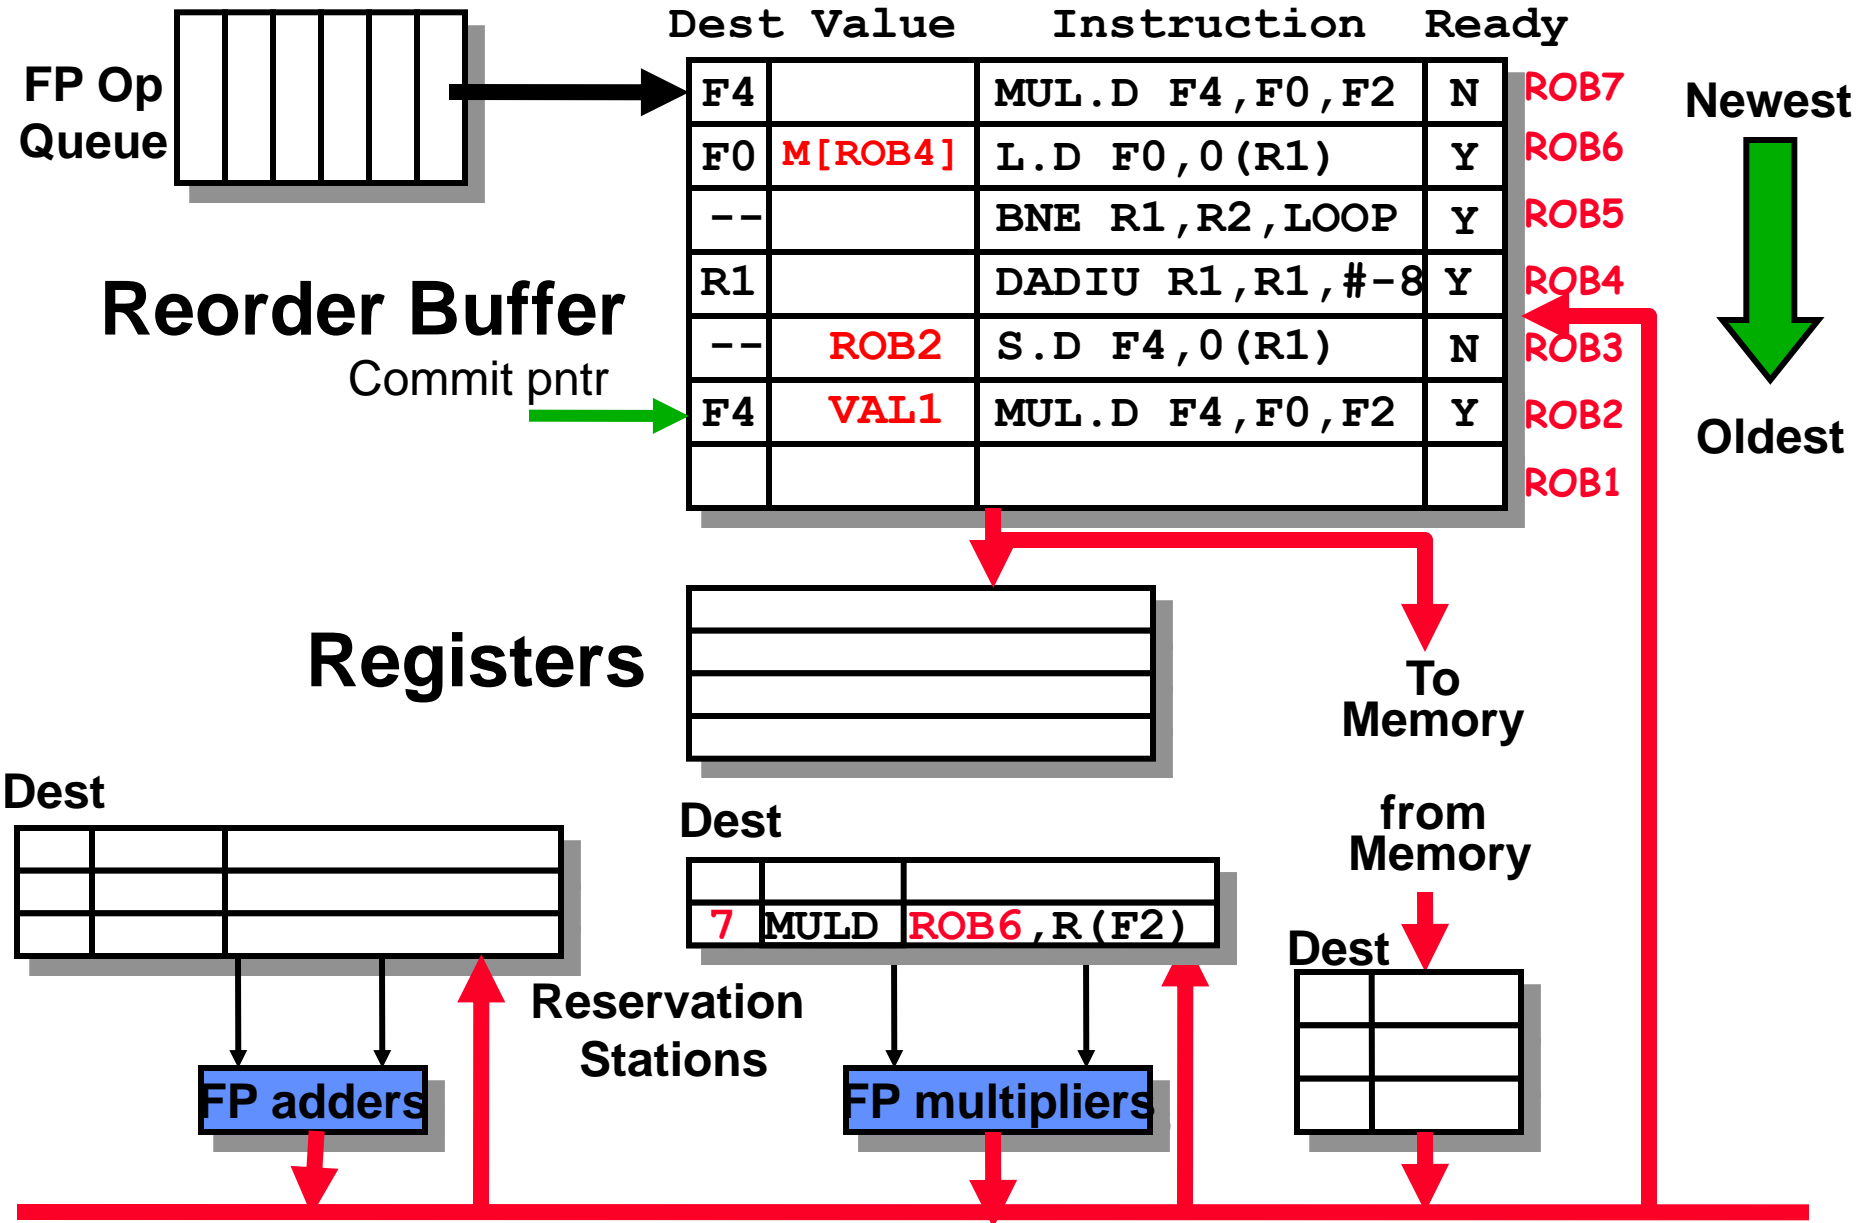 Dest Value Instruction Ready
FP Op
Queue
F4 MUL.D F4,F0,F2 N ROB7
F0 M[ROB4] L.D F0,0(R1) Y ROB6
-- BNE R1,R2,LOOP Y ROB5
R1 DADIU R1,R1,#-8 Y ROB4
-- ROB2 S.D F4,0(R1) N ROB3
F4 VAL1 MUL.D F4,F0,F2 Y ROB2
ROB1
Newest
Oldest
Reorder Buffer
Commit pntr
Registers
To
Memory
Dest
Dest
from
Memory
7 MULD ROB6,R(F2)
Dest
Reservation
Stations
FP adders
FP multipliers